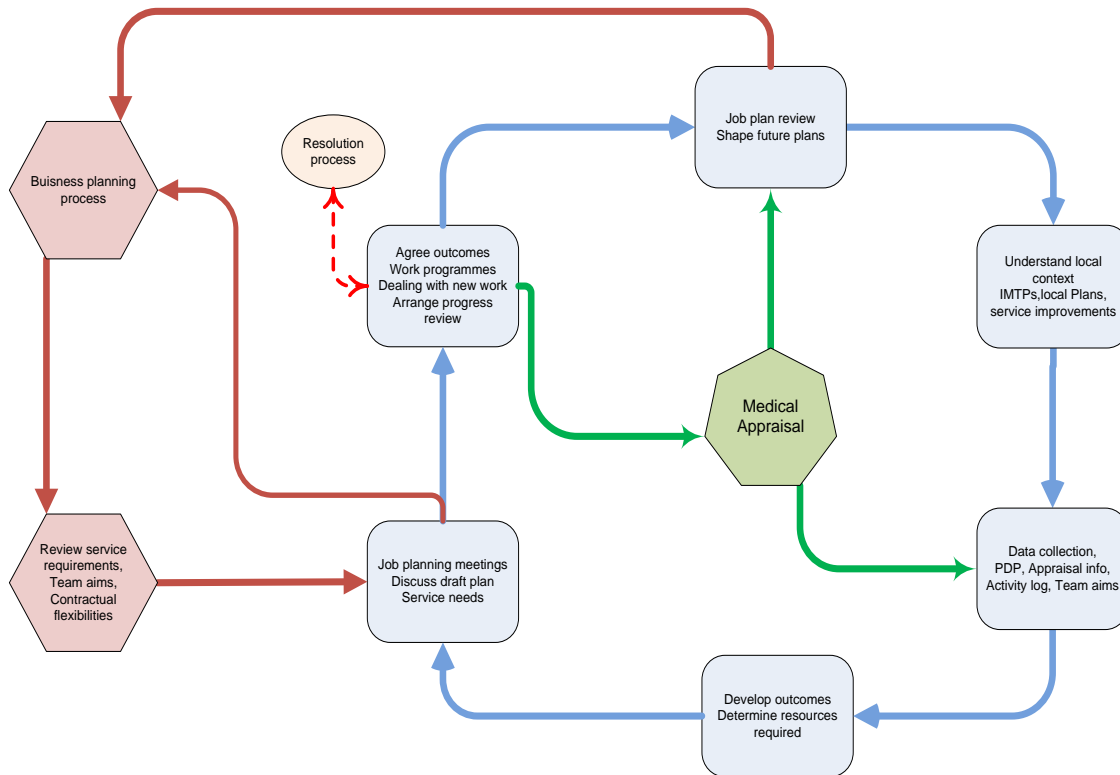 Job plan review
Shape future plans
Resolution
process
Buisness planning
process
Agree outcomes
Work programmes
Dealing with new work
Arrange progress
review
Understand local
context
IMTPs,local Plans,
service improvements
Medical
Appraisal
Review service
requirements,
Team aims,
Contractual
flexibilities
Job planning meetings
Discuss draft plan
Service needs
Data collection,
PDP, Appraisal info,
Activity log, Team aims
Develop outcomes
Determine resources
required